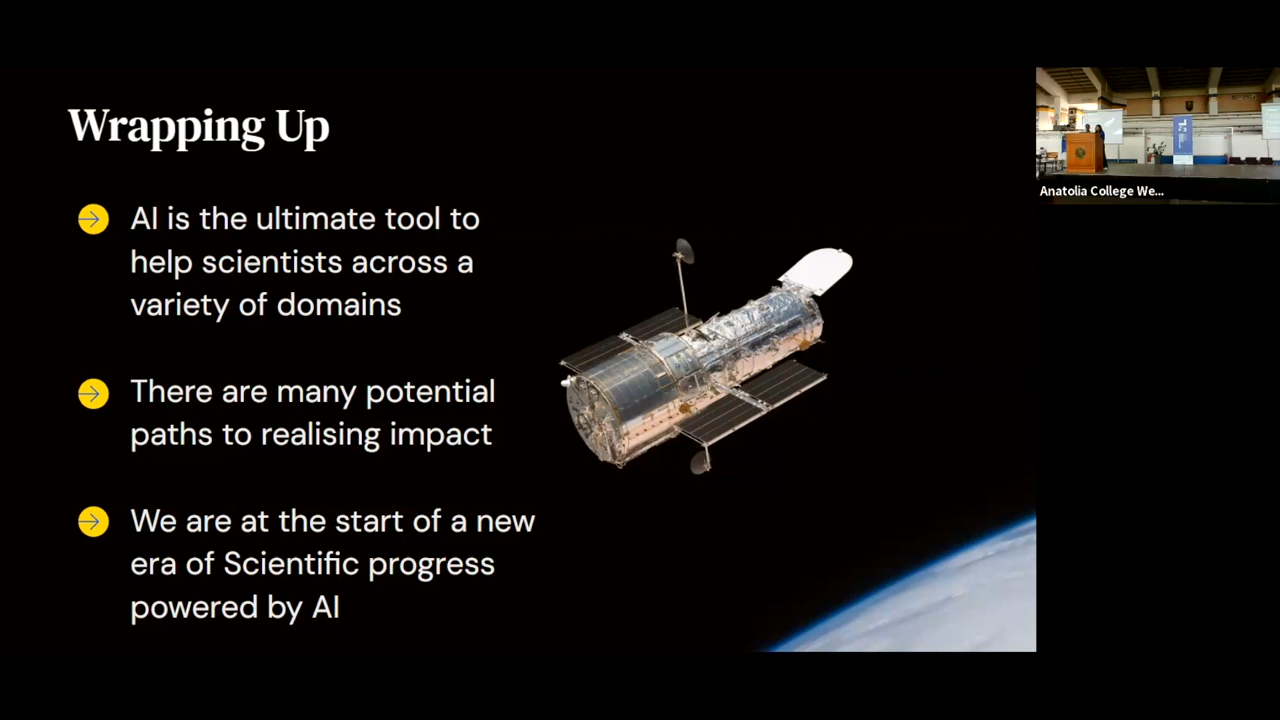 Wrapping Up
AI is the ultimate tool to
help scientists across a
variety of domains
There are many potential
paths to realising impact
We are at the start of a new
era of Scientific progress
powered by AI
Anatolia College We...